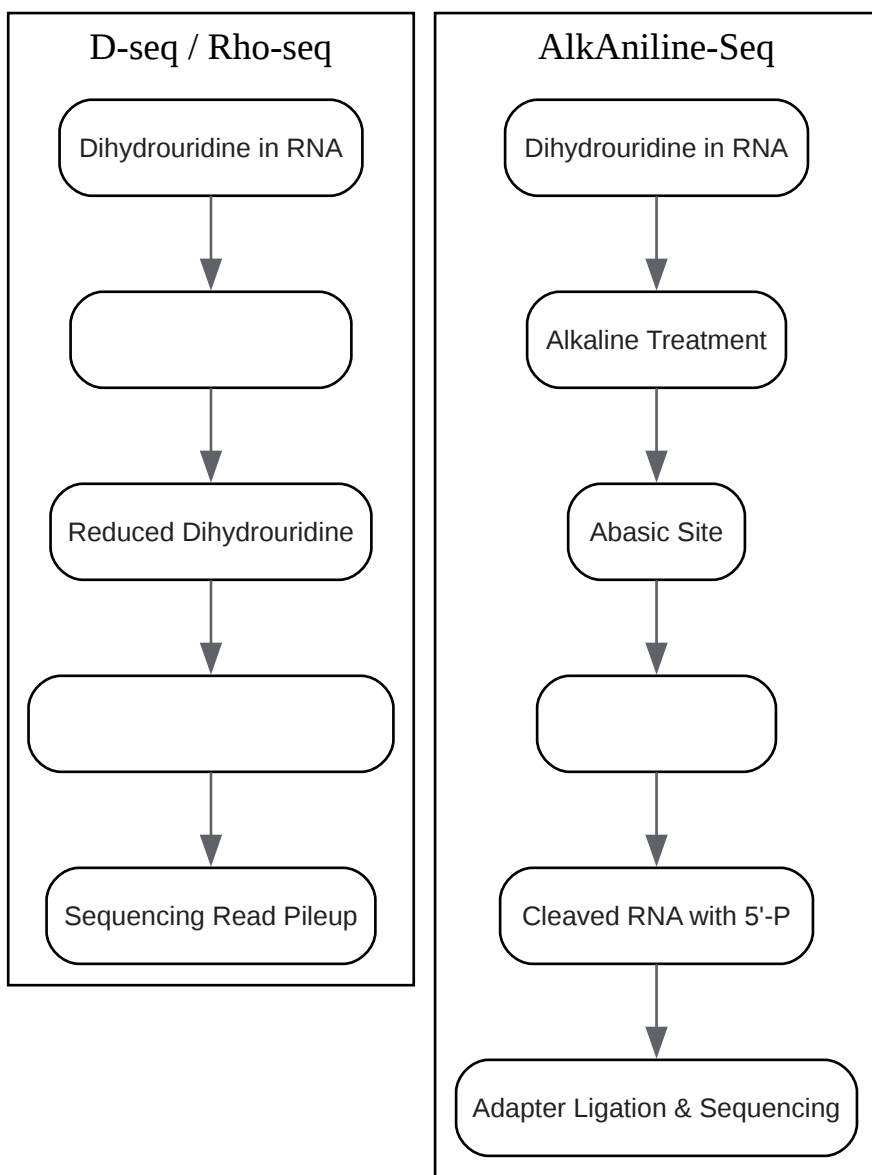 D-seq / Rho-seq
Dihydrouridine in RNA
Reduced Dihydrouridine
Sequencing Read Pileup
AlkAniline-Seq
Dihydrouridine in RNA
Alkaline Treatment
Abasic Site
Cleaved RNA with 5'-P
Adapter Ligation & Sequencing